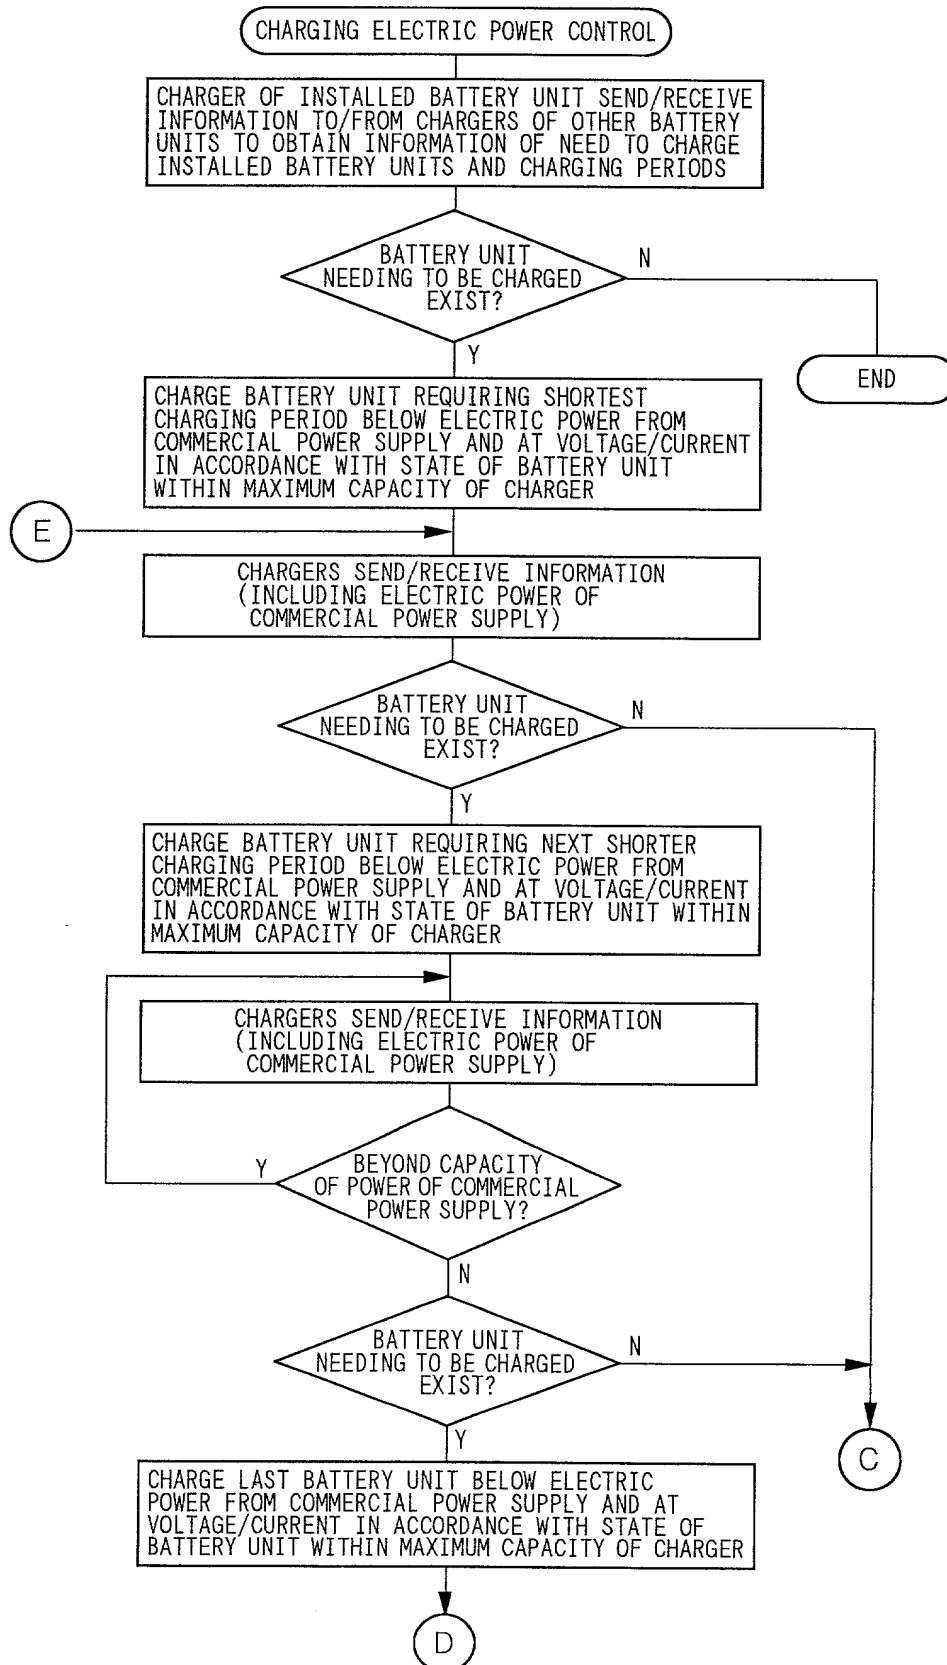 CHARGING ELECTRIC POWER CONTROL
CHARGER OF INSTALLED BATTERY UNIT SEND/RECEIVE
INFORMATION TO/FROM CHARGERS OF OTHER BATTERY
UNITS TO OBTAIN INFORMATION OF NEED TO CHARGE
INSTALLED BATTERY UNITS AND CHARGING PERIODS
BATTERY UNIT
NEEDING TO BE CHARGED
EXIST?
N
Y
END
CHARGE BATTERY UNIT REQUIRING SHORTEST
CHARGING PERIOD BELOW ELECTRIC POWER FROM
COMMERCIAL POWER SUPPLY AND AT VOLTAGE/CURRENT
IN ACCORDANCE WITH STATE OF BATTERY UNIT
WITHIN MAXIMUM CAPACITY OF CHARGER
E
CHARGERS SEND/RECEIVE INFORMATION
(INCLUDING ELECTRIC POWER OF
COMMERCIAL POWER SUPPLY)
BATTERY UNIT
NEEDING TO BE CHARGED
EXIST?
N
Y
CHARGE BATTERY UNIT REQUIRING NEXT SHORTER
CHARGING PERIOD BELOW ELECTRIC POWER FROM
COMMERCIAL POWER SUPPLY AND AT VOLTAGE/CURRENT
IN ACCORDANCE WITH STATE OF BATTERY UNIT WITHIN
MAXIMUM CAPACITY OF CHARGER
CHARGERS SEND/RECEIVE INFORMATION
(INCLUDING ELECTRIC POWER OF
COMMERCIAL POWER SUPPLY)
Y
BEYOND CAPACITY
OF POWER OF COMMERCIAL
POWER SUPPLY?
N
BATTERY UNIT
NEEDING TO BE CHARGED
EXIST?
N
Y
C
CHARGE LAST BATTERY UNIT BELOW ELECTRIC
POWER FROM COMMERCIAL POWER SUPPLY AND AT
VOLTAGE/CURRENT IN ACCORDANCE WITH STATE OF
BATTERY UNIT WITHIN MAXIMUM CAPACITY OF CHARGER
D